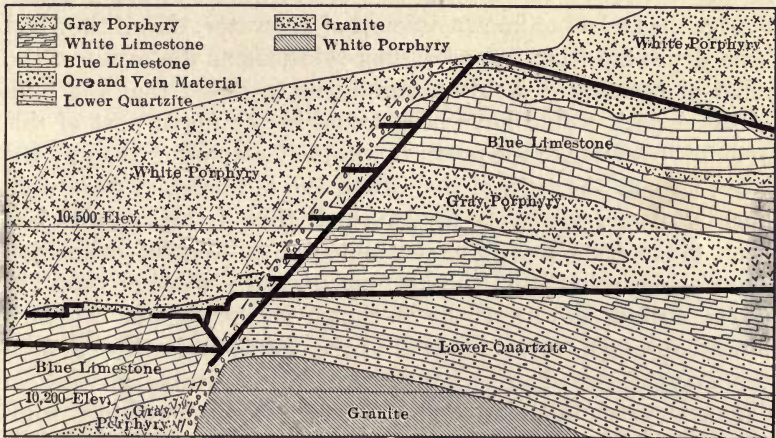 Gray Porphyry
White Limestone
Blue Limestone
Ore and Vein Material
Lower Quartzite
Granite
White Porphyry
White Porphyry
Blue Limestone
White Porphyry
Gray Porphyry
10,500 Elev.
Lower Quartzite
Blue Limestone
10,200 Elev.
Gray
Porphyry
Granite